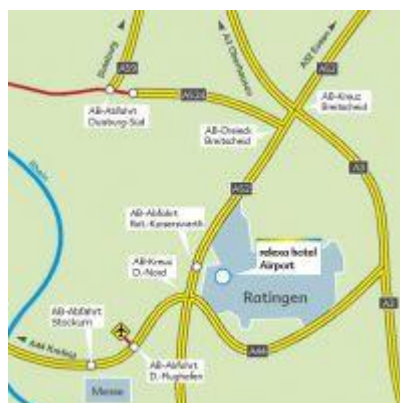 Duisburg
A3 Oberhausen
A52 Essen
A59
A52
A524
AB-Abfahrt
Duisburg-Süd
AB-Kreuz
Breitscheid
AB-Dreieck
Breitscheid
Rhein
A3
A52
AB-Abfahrt
Rat.-Kaiserswerth
relexa hotel
Airport
AB-Kreuz
D.-Nord
Ratingen
AB-Abfahrt
Stockum
A3
A44 Krefeld
A44
AB-Abfahrt
D.-Flughafen
Messe